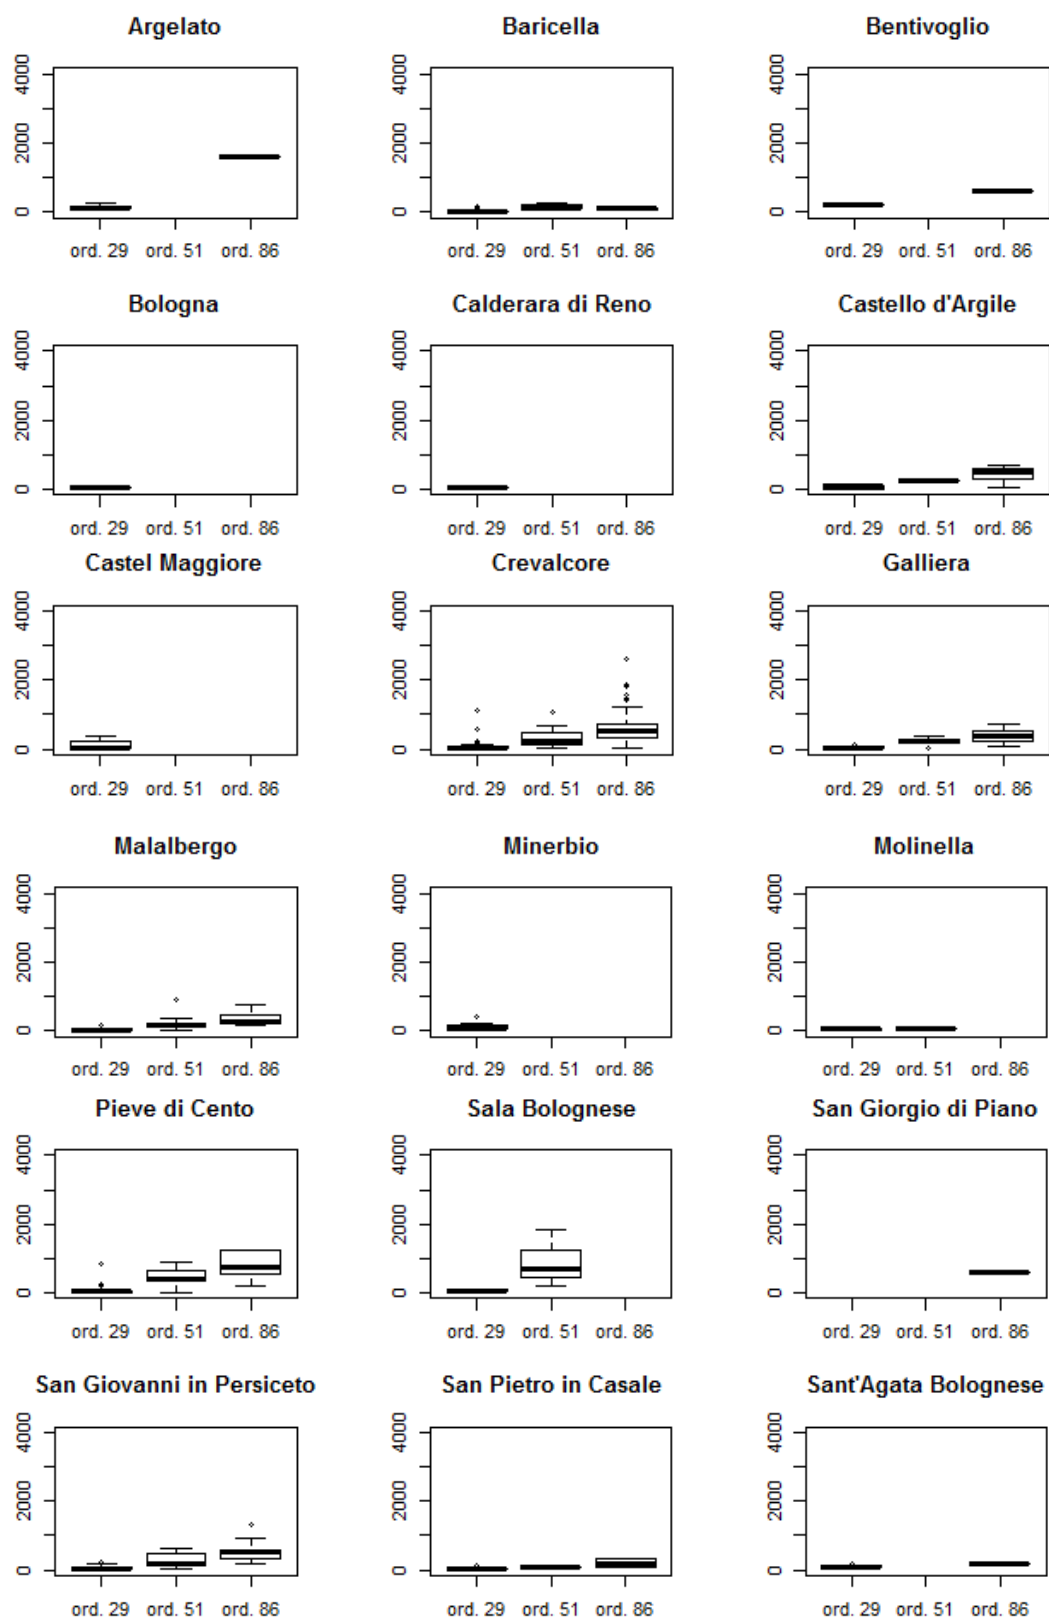 Argelato Baricella Bentivoglio
4000 4000 4000
2000 2000 2000
0 0 0
ord. 29 ord. 51 ord. 86 ord. 29 ord. 51 ord. 86 ord. 29 ord. 51 ord. 86
Bologna Calderara di Reno Castello d'Argile
4000 4000 4000
2000 2000 2000
0 0 0
ord. 29 ord. 51 ord. 86 ord. 29 ord. 51 ord. 86 ord. 29 ord. 51 ord. 86
Castel Maggiore Crevalcore Galliera
4000 4000 4000
2000 2000 2000
0 0 0
ord. 29 ord. 51 ord. 86 ord. 29 ord. 51 ord. 86 ord. 29 ord. 51 ord. 86
Malalbergo Minerbio Molinella
4000 4000 4000
2000 2000 2000
0 0 0
ord. 29 ord. 51 ord. 86 ord. 29 ord. 51 ord. 86 ord. 29 ord. 51 ord. 86
Pieve di Cento Sala Bolognese San Giorgio di Piano
4000 4000 4000
2000 2000 2000
0 0 0
ord. 29 ord. 51 ord. 86 ord. 29 ord. 51 ord. 86 ord. 29 ord. 51 ord. 86
San Giovanni in Persiceto San Pietro in Casale Sant'Agata Bolognese
4000 4000 4000
2000 2000 2000
0 0 0
ord. 29 ord. 51 ord. 86 ord. 29 ord. 51 ord. 86 ord. 29 ord. 51 ord. 86